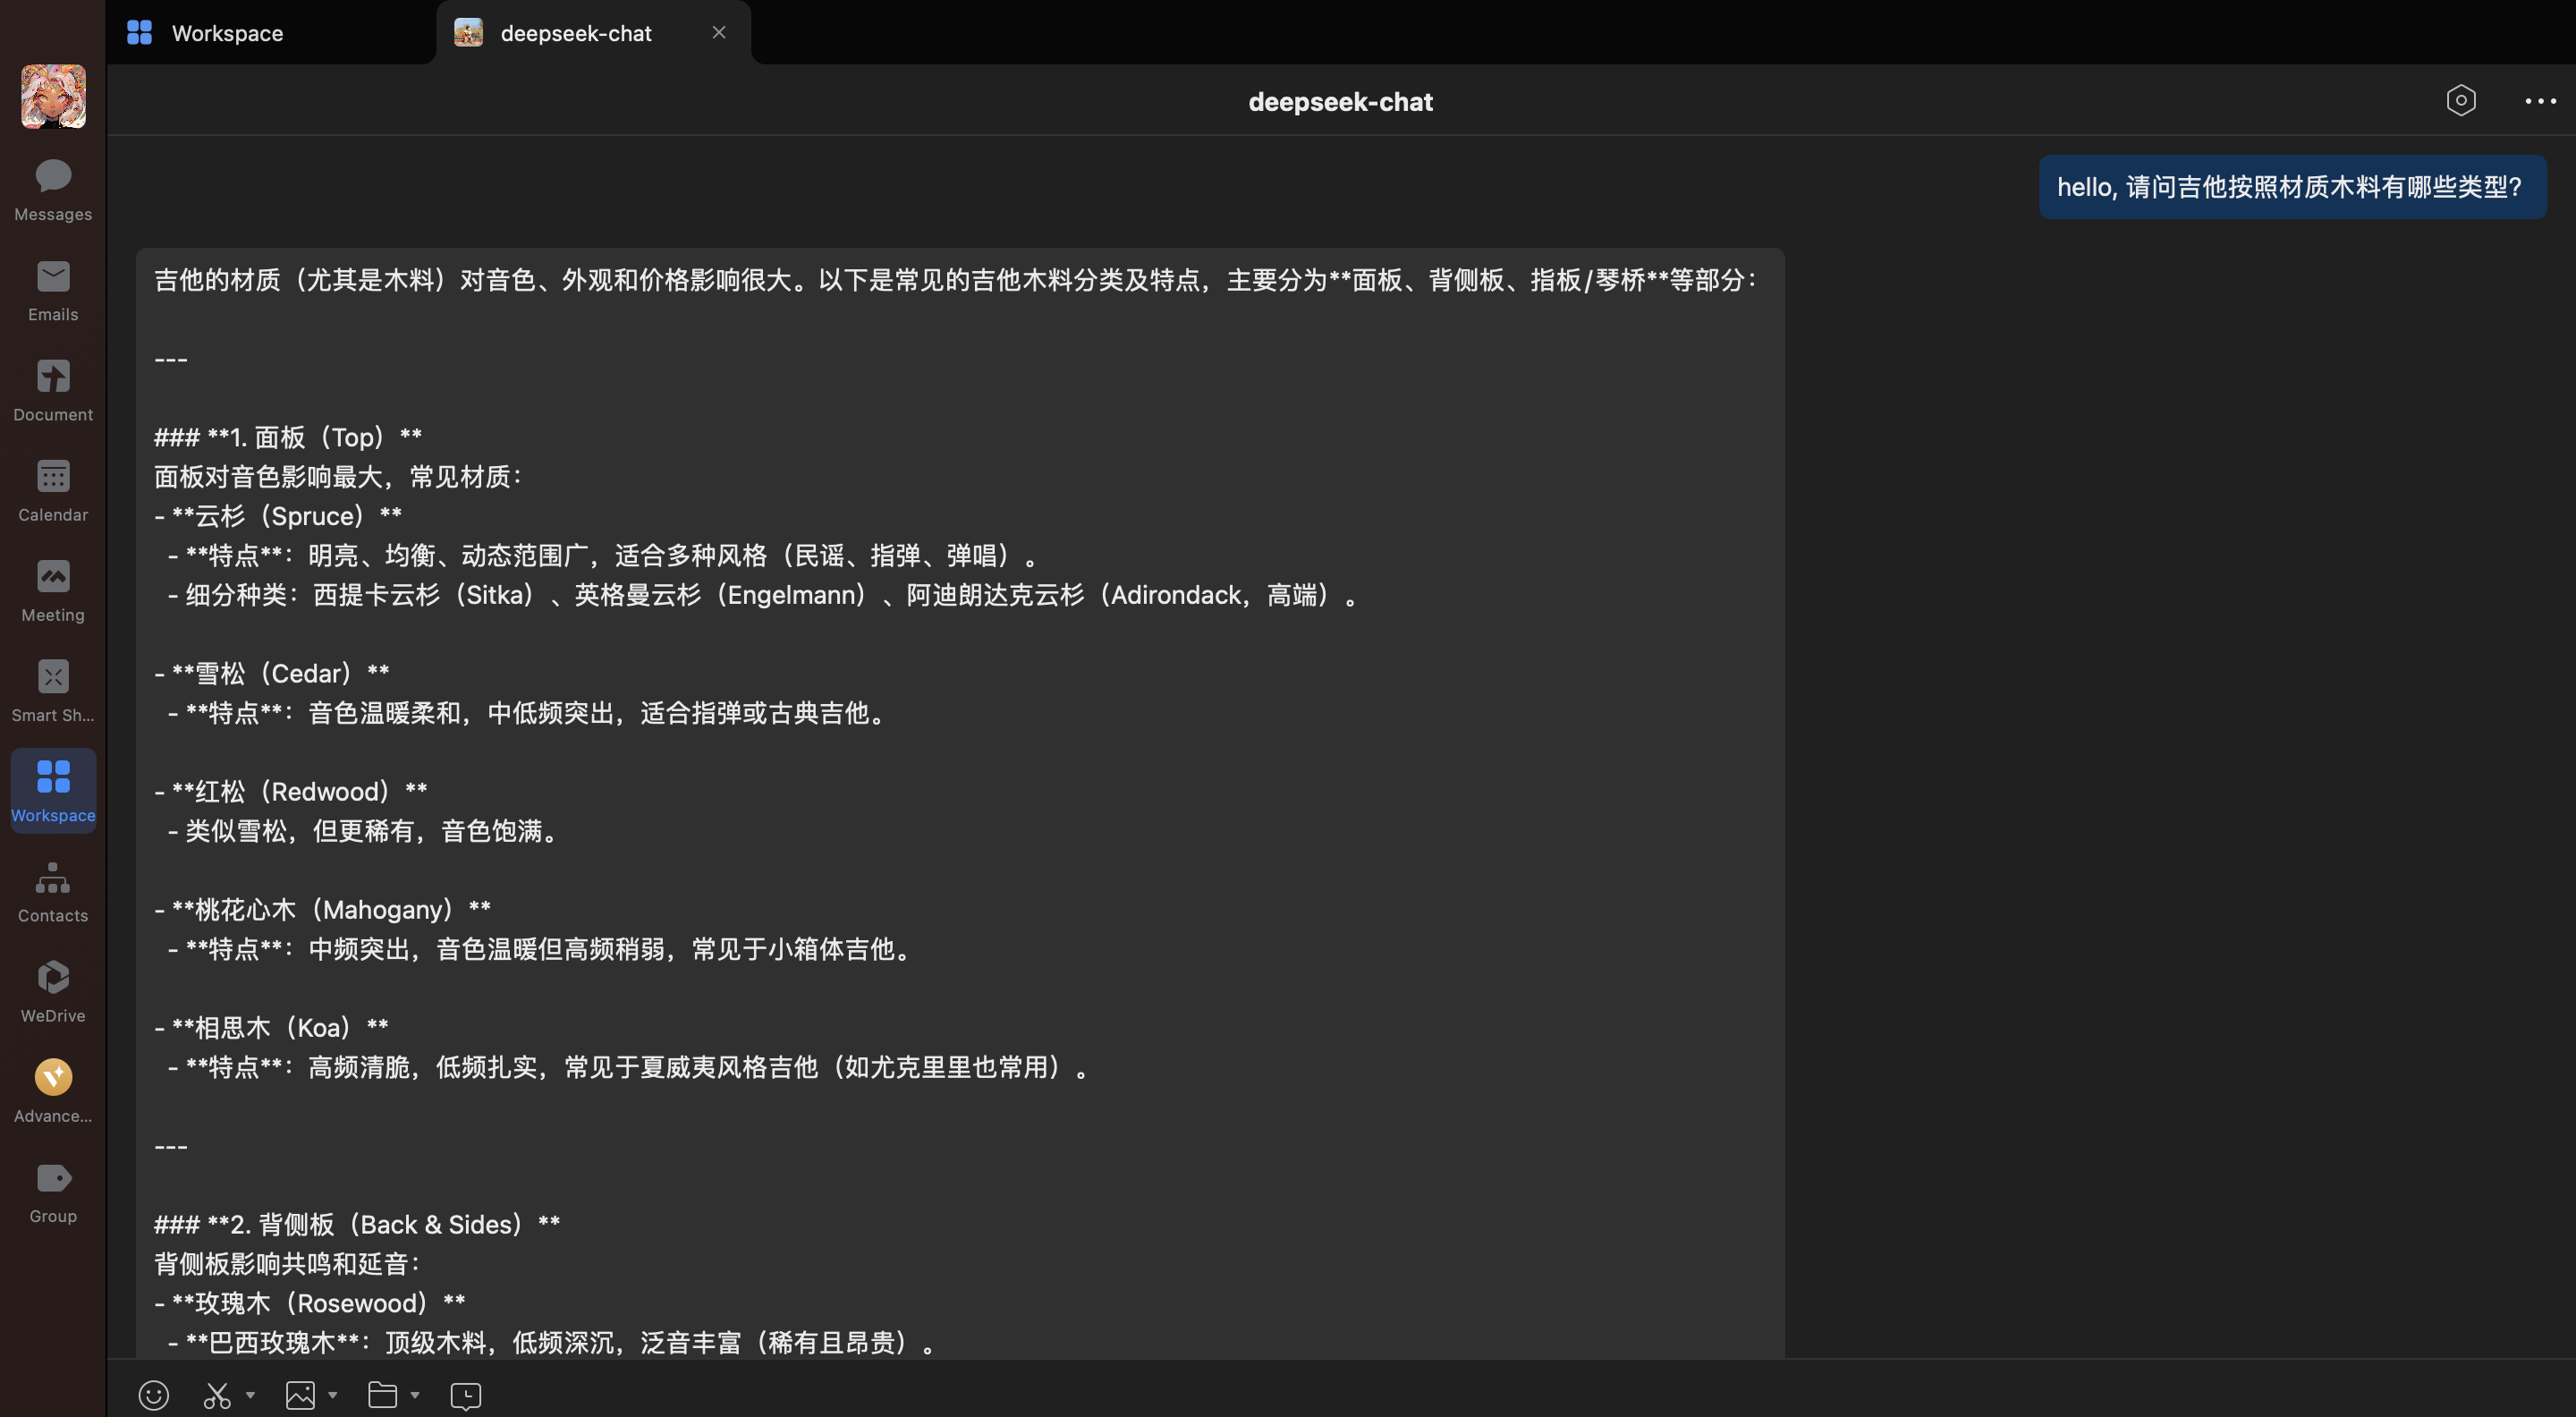 Workspace
deepseek-chat
deepseek-chat
Messages
Emails
Document
Calendar
Meeting
Smart Sh...
Workspace
Contacts
WeDrive
Advance...
Group
hello, 请问吉他按照材质木料有哪些类型?
吉他的材质（尤其是木料）对音色、外观和价格影响很大。以下是常见的吉他木料分类及特点，主要分为**面板、背侧板、指板/琴桥**等部分：
---
### **1. 面板（Top）**
面板对音色影响最大，常见材质：
- **云杉（Spruce）**
- **特点**：明亮、均衡、动态范围广，适合多种风格（民谣、指弹、弹唱）。
- 细分种类：西提卡云杉（Sitka）、英格曼云杉（Engelmann）、阿迪朗达克云杉（Adirondack，高端）。
- **雪松（Cedar）**
- **特点**：音色温暖柔和，中低频突出，适合指弹或古典吉他。
- **红松（Redwood）**
- 类似雪松，但更稀有，音色饱满。
- **桃花心木（Mahogany）**
- **特点**：中频突出，音色温暖但高频稍弱，常见于小箱体吉他。
- **相思木（Koa）**
- **特点**：高频清脆，低频扎实，常见于夏威夷风格吉他（如尤克里里也常用）。
---
### **2. 背侧板（Back & Sides）**
背侧板影响共鸣和延音：
- **玫瑰木（Rosewood）**
- **巴西玫瑰木**：顶级木料，低频深沉，泛音丰富（稀有且昂贵）。